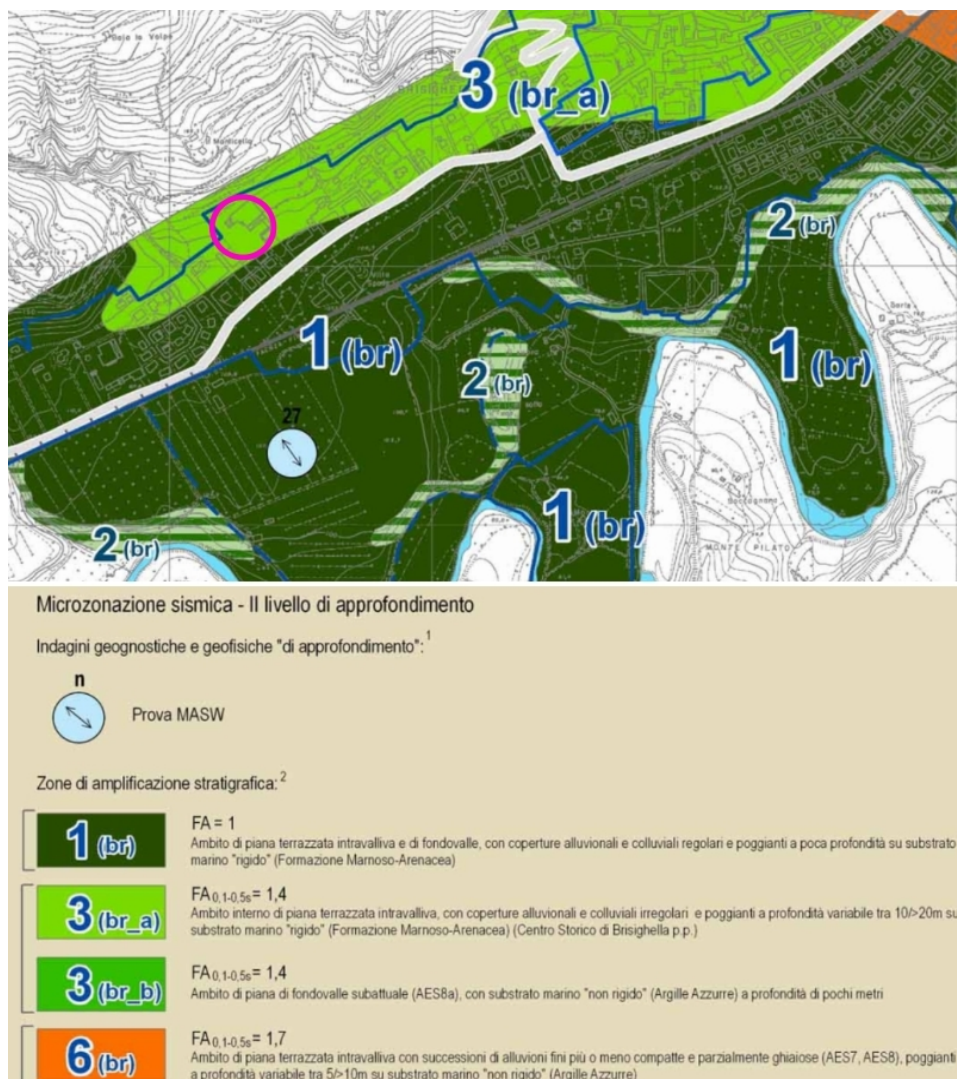 Baia la Volpe
BRISIGHE
3 (br_a)
Monticello
2 (br)
1 (br)
1 (br)
2 (br)
27
1 (br)
2 (br)
MONTE PILATO
Microzonazione sismica - II livello di approfondimento
Indagini geognostiche e geofisiche "di approfondimento": 1
n
Prova MASW
Zone di amplificazione stratigrafica: 2
1 (br)
FA = 1
Ambito di piana terrazzata intravalliva e di fondovalle, con coperture alluvionali e colluviali regolari e poggianti a poca profondità su substrato
marino "rigido" (Formazione Marnoso-Arenacea)
3 (br_a)
FA0,1-0,5s= 1,4
Ambito interno di piana terrazzata intravalliva, con coperture alluvionali e colluviali irregolari e poggianti a profondità variabile tra 10/>20m su
substrato marino "rigido" (Formazione Marnoso-Arenacea) (Centro Storico di Brisighella p.p.)
3 (br_b)
FA0,1-0,5s= 1,4
Ambito di piana di fondovalle subattuale (AES8a), con substrato marino "non rigido" (Argille Azzurre) a profondità di pochi metri
6 (br)
FA0,1-0,5s= 1,7
Ambito di piana terrazzata intravalliva con successioni di alluvioni fini più o meno compatte e parzialmente ghiaiose (AES7, AES8), poggianti
a profondità variabile tra 5/>10m su substrato marino "non rigido" (Argille Azzurre)